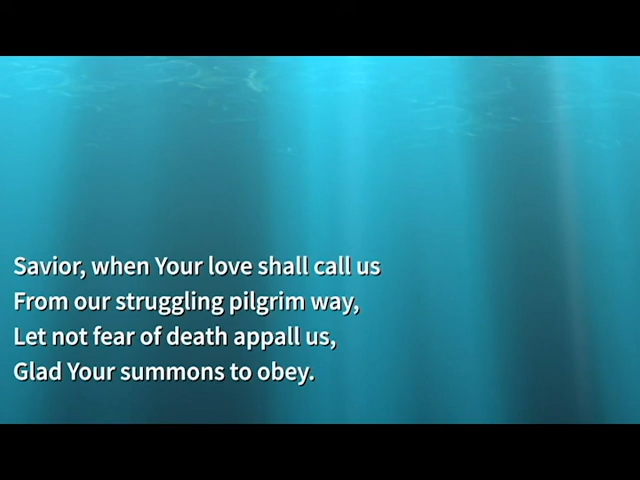 Savior, when Your love shall call us
From our struggling pilgrim way,
Let not fear of death appall us,
Glad Your summons to obey.